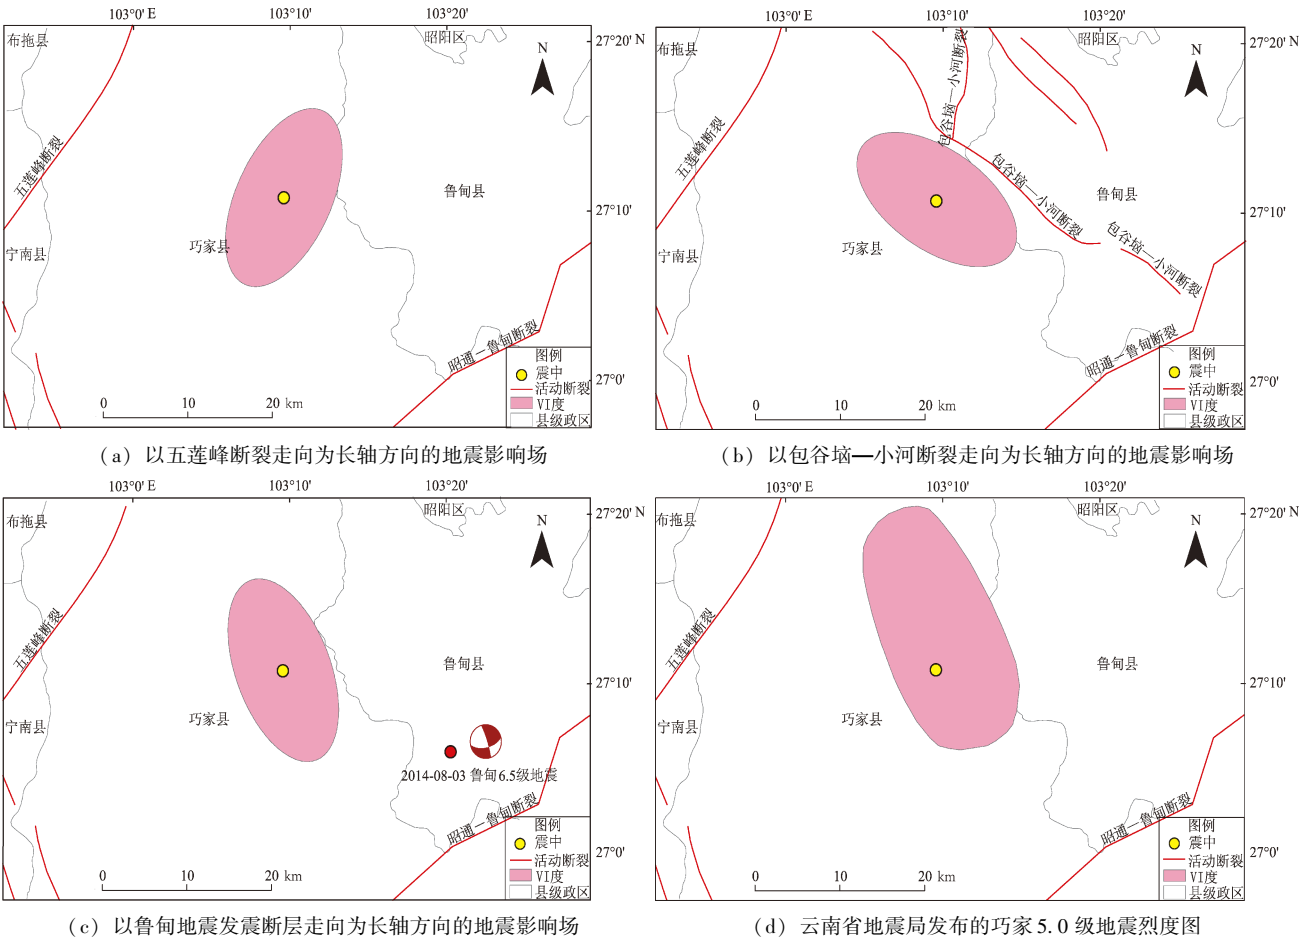 103°0′ E 103°10′ 103°20′
布拖县
昭阳区
27°20′ N
N
五莲峰断裂
鲁甸县
27°10′
宁南县
巧家县
昭通－鲁甸断裂
图例
震中
活动断裂
VI度
县级政区
27°0′
0 10 20 km
(a) 以五莲峰断裂走向为长轴方向的地震影响场
103°0′ E 103°10′ 103°20′
布拖县
昭阳区
27°20′ N
N
包谷垴—小河断裂
五莲峰断裂
包谷垴—小河断裂
鲁甸县
27°10′
包谷垴—小河断裂
宁南县
巧家县
昭通－鲁甸断裂
图例
震中
活动断裂
VI度
县级政区
27°0′
0 10 20 km
(b) 以包谷垴—小河断裂走向为长轴方向的地震影响场
103°0′ E 103°10′ 103°20′
布拖县
昭阳区
27°20′ N
N
五莲峰断裂
鲁甸县
27°10′
宁南县
巧家县
2014-08-03 鲁甸6.5级地震
昭通－鲁甸断裂
图例
震中
活动断裂
VI度
县级政区
27°0′
0 10 20 km
(c) 以鲁甸地震发震断层走向为长轴方向的地震影响场
103°0′ E 103°10′ 103°20′
布拖县
昭阳区
27°20′ N
N
五莲峰断裂
鲁甸县
27°10′
宁南县
巧家县
昭通－鲁甸断裂
图例
震中
活动断裂
VI度
县级政区
27°0′
0 10 20 km
(d) 云南省地震局发布的巧家 5.0 级地震烈度图